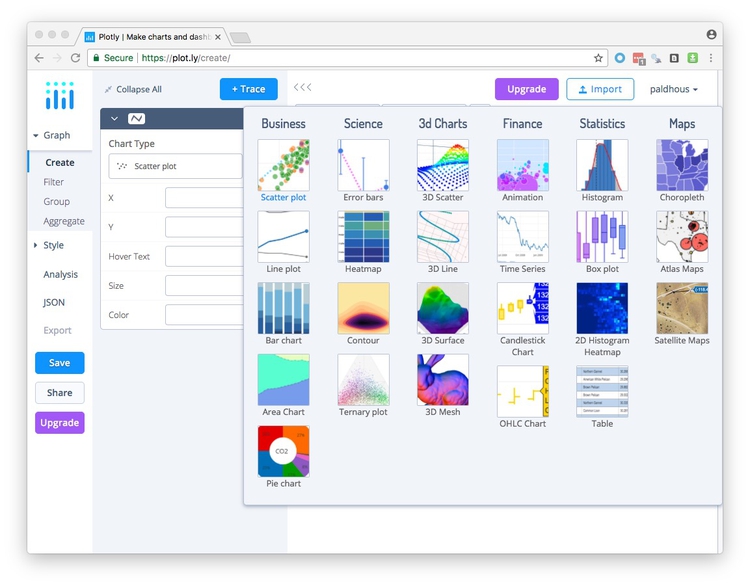 Plotly | Make charts and dashb
Secure | https://plot.ly/create/
Collapse All
+ Trace
Upgrade
Import
paldhous
Graph
Create
Filter
Group
Aggregate
Style
Analysis
JSON
Export
Save
Share
Upgrade
Chart Type
Scatter plot
X
Y
Hover Text
Size
Color
Business
Science
3d Charts
Finance
Statistics
Maps
Scatter plot
Error bars
3D Scatter
Animation
Histogram
Choropleth
Line plot
Heatmap
3D Line
Time Series
Box plot
Atlas Maps
Bar chart
Contour
3D Surface
132
132
Candlestick
Chart
2D Histogram
Heatmap
Satellite Maps
Area Chart
Ternary plot
3D Mesh
OHLC Chart
Table
CO2
Pie chart